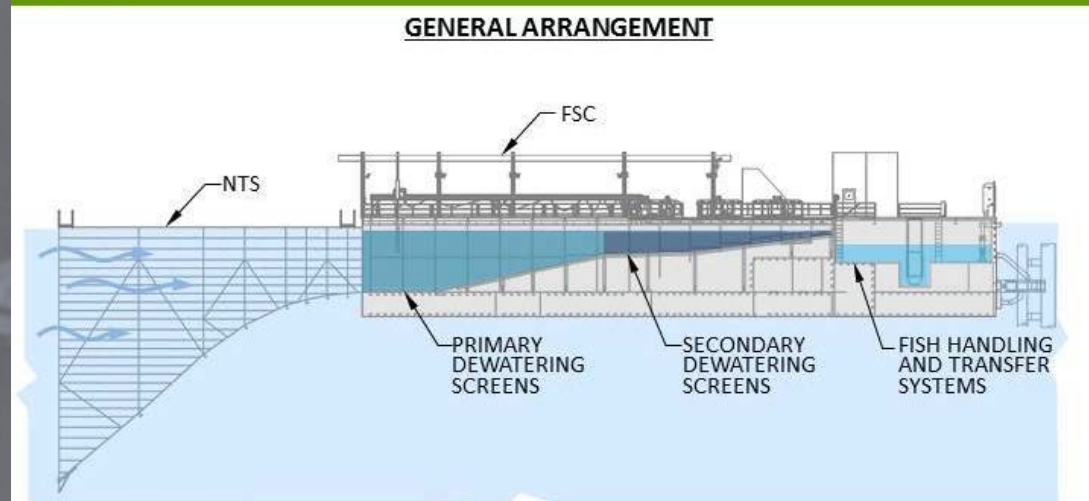 GENERAL ARRANGEMENT
FSC
NTS
PRIMARY
DEWATERING
SCREENS
SECONDARY
DEWATERING
SCREENS
FISH HANDLING
AND TRANSFER
SYSTEMS